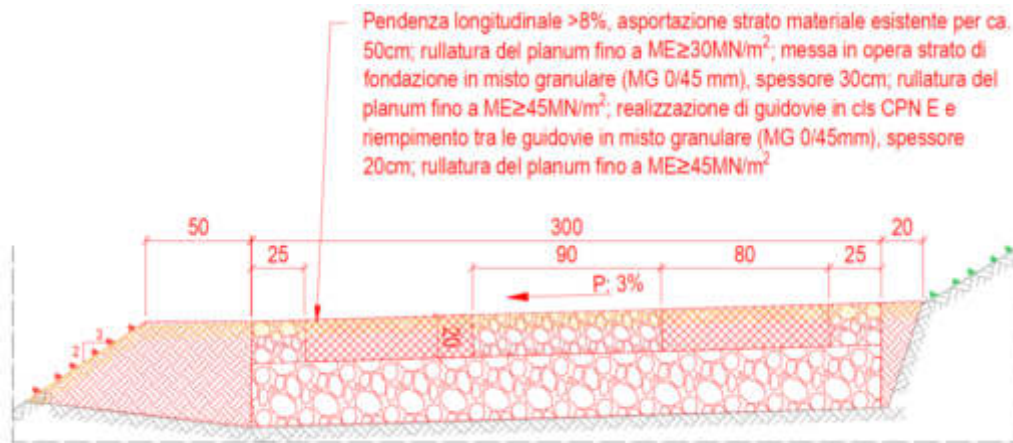 Pendenza longitudinale >8%, asportazione strato materiale esistente per ca.
50cm; rullatura del planum fino a ME≥30MN/m²; messa in opera strato di
fondazione in misto granulare (MG 0/45 mm), spessore 30cm; rullatura del
planum fino a ME≥45MN/m²; realizzazione di guidovie in cls CPN E e
riempimento tra le guidovie in misto granulare (MG 0/45mm), spessore
20cm; rullatura del planum fino a ME≥45MN/m²
50 300 20
25 90 80 25
P: 3%
20
2